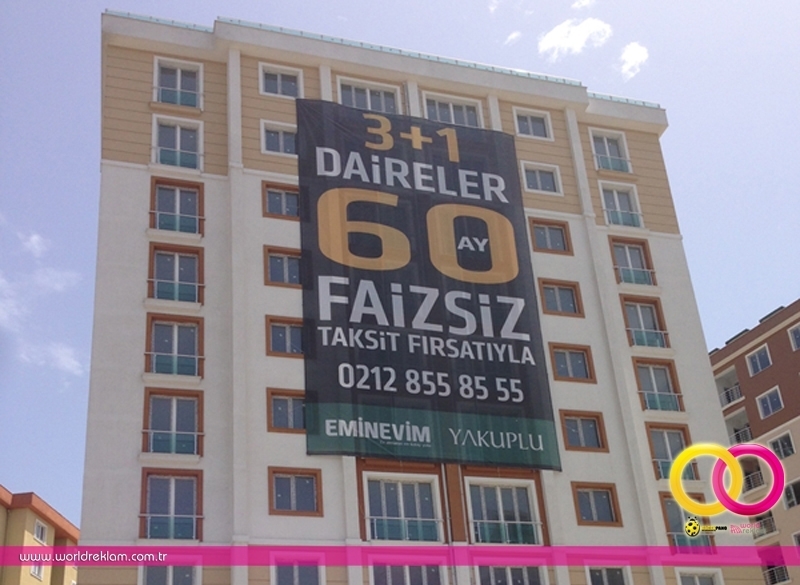 3+1
DAİRELER
60 AY
FAİZSİZ
TAKSİT FIRSATIYLA
0212 855 85 55
EMİNEVİM YAKUPLU
www.worldreklam.com.tr